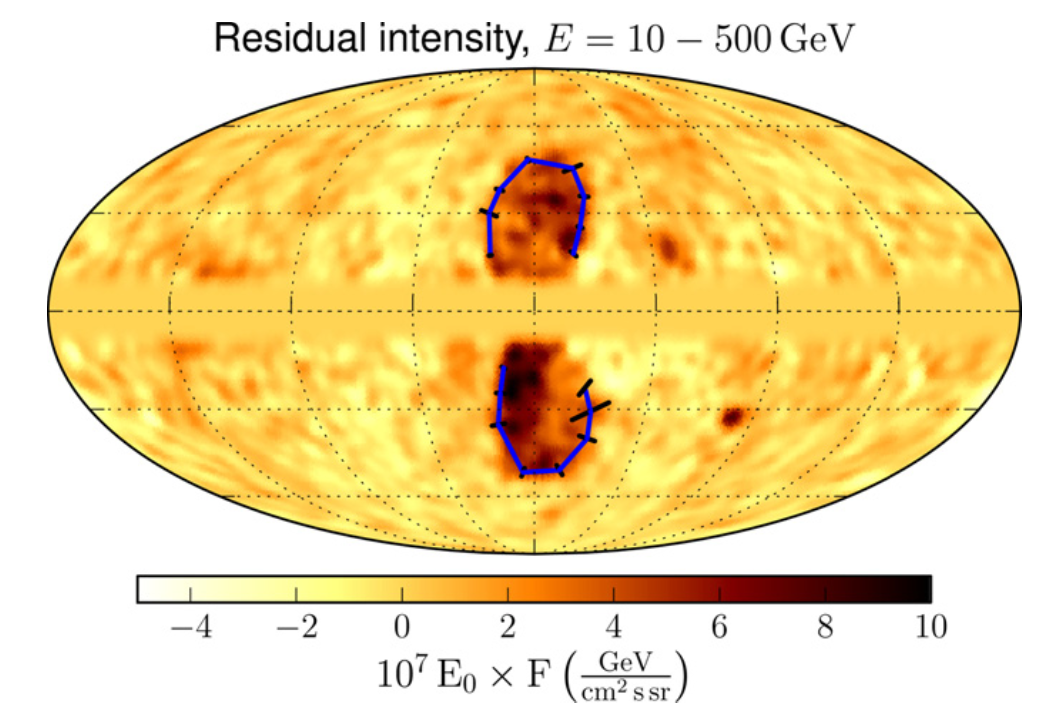 Residual intensity, E = 10 − 500 GeV
−4 −2 0 2 4 6 8 10
10⁷ E₀ × F (GeV / cm² s sr)